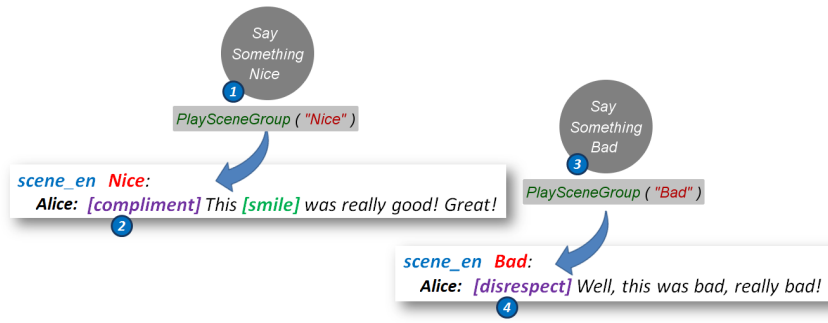 Say
Something
Nice
1
PlaySceneGroup ( "Nice" )
scene_en Nice:
Alice: [compliment] This [smile] was really good! Great!
2
Say
Something
Bad
3
PlaySceneGroup ( "Bad" )
scene_en Bad:
Alice: [disrespect] Well, this was bad, really bad!
4